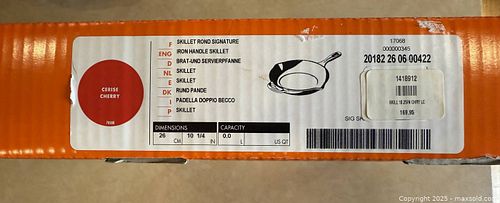 CERISE
CHERRY
F SKILLET ROND SIGNATURE
ENG IRON HANDLE SKILLET
D BRAT-UND SERVIERPFANNE
NL SKILLET
E SKILLET
DK RUND PANDE
I PADELLA DOPPIO BECCO
P SKILLET
DIMENSIONS
26 CM 10 1/4 IN
CAPACITY
0,0 L US QT
17068
000000345
20182 26 06 00422
1418912
169.95
SIG
Copyright © 2025 - maxsold.com